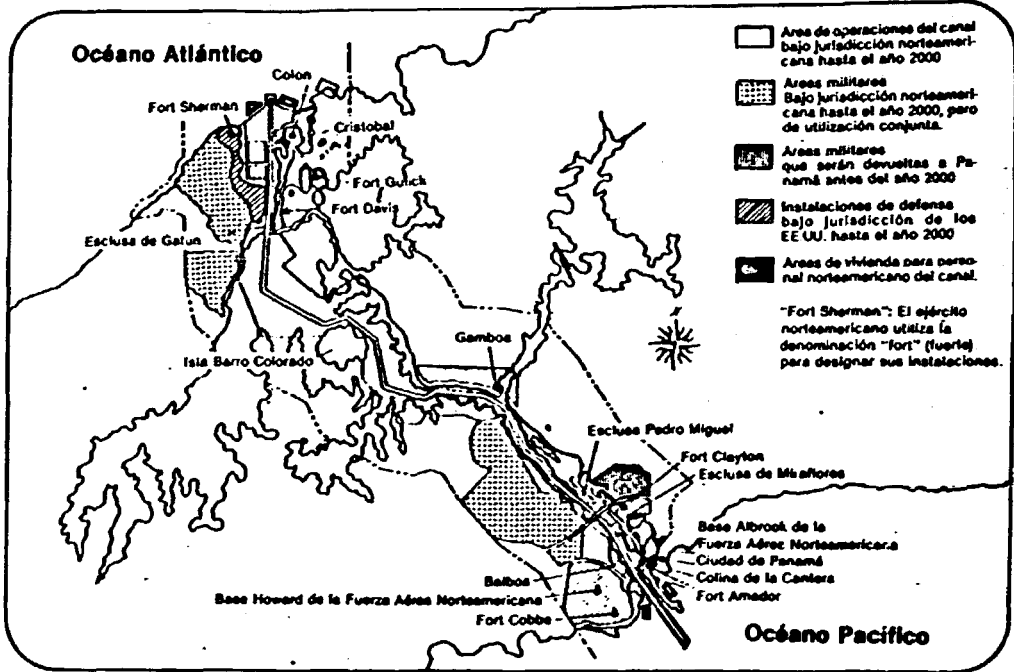 Océano Atlántico
Colon
Fort Sherman
Cristobal
Fort Gulick
Fort Davis
Esclusa de Gatun
Isla Barro Colorado
Gamboa
Esclusa Pedro Miguel
Fort Clayton
Esclusa de Miraflores
Base Albrook de la
Fuerza Aérea Norteamericana
Ciudad de Panamá
Colina de la Cantera
Fort Amador
Balboa
Base Howard de la Fuerza Aérea Norteamericana
Fort Cobbe
Océano Pacífico
Area de operaciones del canal
bajo jurisdicción norteameri-
cana hasta el año 2000
Areas militares
Bajo jurisdicción norteameri-
cana hasta el año 2000, pero
de utilización conjunta.
Areas militares
que serán devueltas a Pa-
namá antes del año 2000
Instalaciones de defensa
bajo jurisdicción de los
EE.UU. hasta el año 2000
Areas de vivienda para perso-
nal norteamericano del canal.
"Fort Sherman": El ejército
norteamericano utiliza la
denominación "fort" (fuerte)
para designar sus instalaciones.